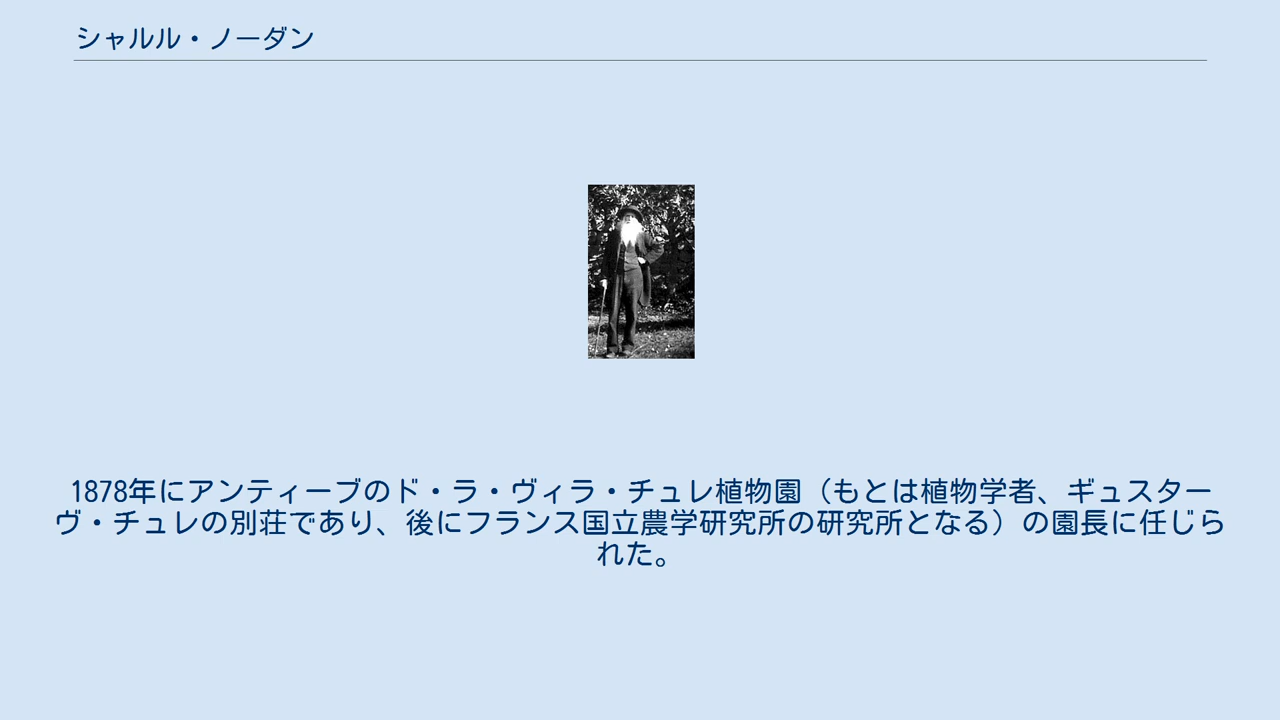 シャルル・ノーダン
1878年にアンティーブのド・ラ・ヴィラ・チュレ植物園（もとは植物学者、ギュスター
ヴ・チュレの別荘であり、後にフランス国立農学研究所の研究所となる）の園長に任じら
れた。